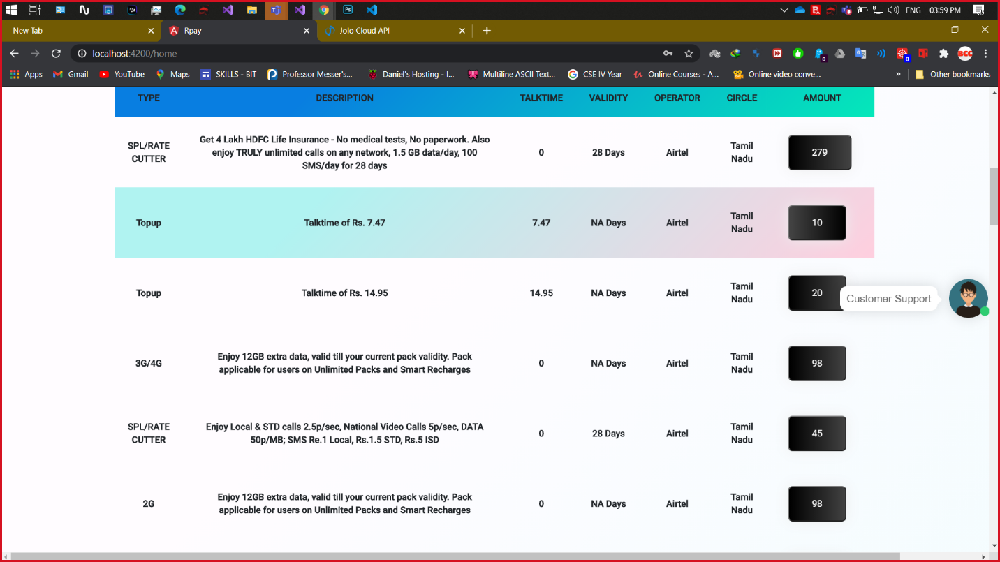 ENG 03:59 PM
New Tab
Rpay
Jolo Cloud API
localhost:4200/home
Apps
Gmail
YouTube
Maps
SKILLS - BIT
Professor Messer's...
Daniel's Hosting - I...
Multiline ASCII Text...
CSE IV Year
Online Courses - A...
Online video conve...
»
Other bookmarks
TYPE DESCRIPTION TALKTIME VALIDITY OPERATOR CIRCLE AMOUNT
SPL/RATE
CUTTER
Get 4 Lakh HDFC Life Insurance - No medical tests, No paperwork. Also
enjoy TRULY unlimited calls on any network, 1.5 GB data/day, 100
SMS/day for 28 days
0
28 Days
Airtel
Tamil
Nadu
279
Topup
Talktime of Rs. 7.47
7.47
NA Days
Airtel
Tamil
Nadu
10
Topup
Talktime of Rs. 14.95
14.95
NA Days
Airtel
Tamil
Nadu
20
Customer Support
3G/4G
Enjoy 12GB extra data, valid till your current pack validity. Pack
applicable for users on Unlimited Packs and Smart Recharges
0
NA Days
Airtel
Tamil
Nadu
98
SPL/RATE
CUTTER
Enjoy Local & STD calls 2.5p/sec, National Video Calls 5p/sec, DATA
50p/MB; SMS Re.1 Local, Rs.1.5 STD, Rs.5 ISD
0
28 Days
Airtel
Tamil
Nadu
45
2G
Enjoy 12GB extra data, valid till your current pack validity. Pack
applicable for users on Unlimited Packs and Smart Recharges
0
NA Days
Airtel
Tamil
Nadu
98